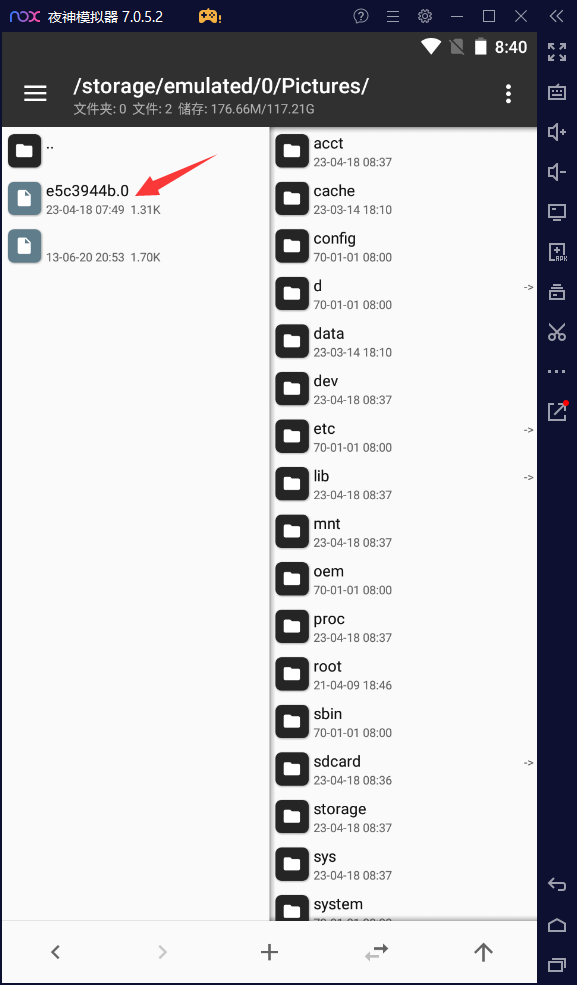 nox 夜神模拟器 7.0.5.2
8:40
/storage/emulated/0/Pictures/
文件夹: 0 文件: 2 储存: 176.66M/117.21G
..
e5c3944b.0
23-04-18 07:49 1.31K
13-06-20 20:53 1.70K
acct
23-04-18 08:37
cache
23-03-14 18:10
config
70-01-01 08:00
d
->
70-01-01 08:00
data
23-03-14 18:10
dev
23-04-18 08:37
etc
->
70-01-01 08:00
lib
->
23-04-18 08:37
mnt
23-04-18 08:37
oem
70-01-01 08:00
proc
23-04-18 08:37
root
21-04-09 18:46
sbin
70-01-01 08:00
sdcard
->
23-04-18 08:36
storage
23-04-18 08:37
sys
23-04-18 08:37
system
APK